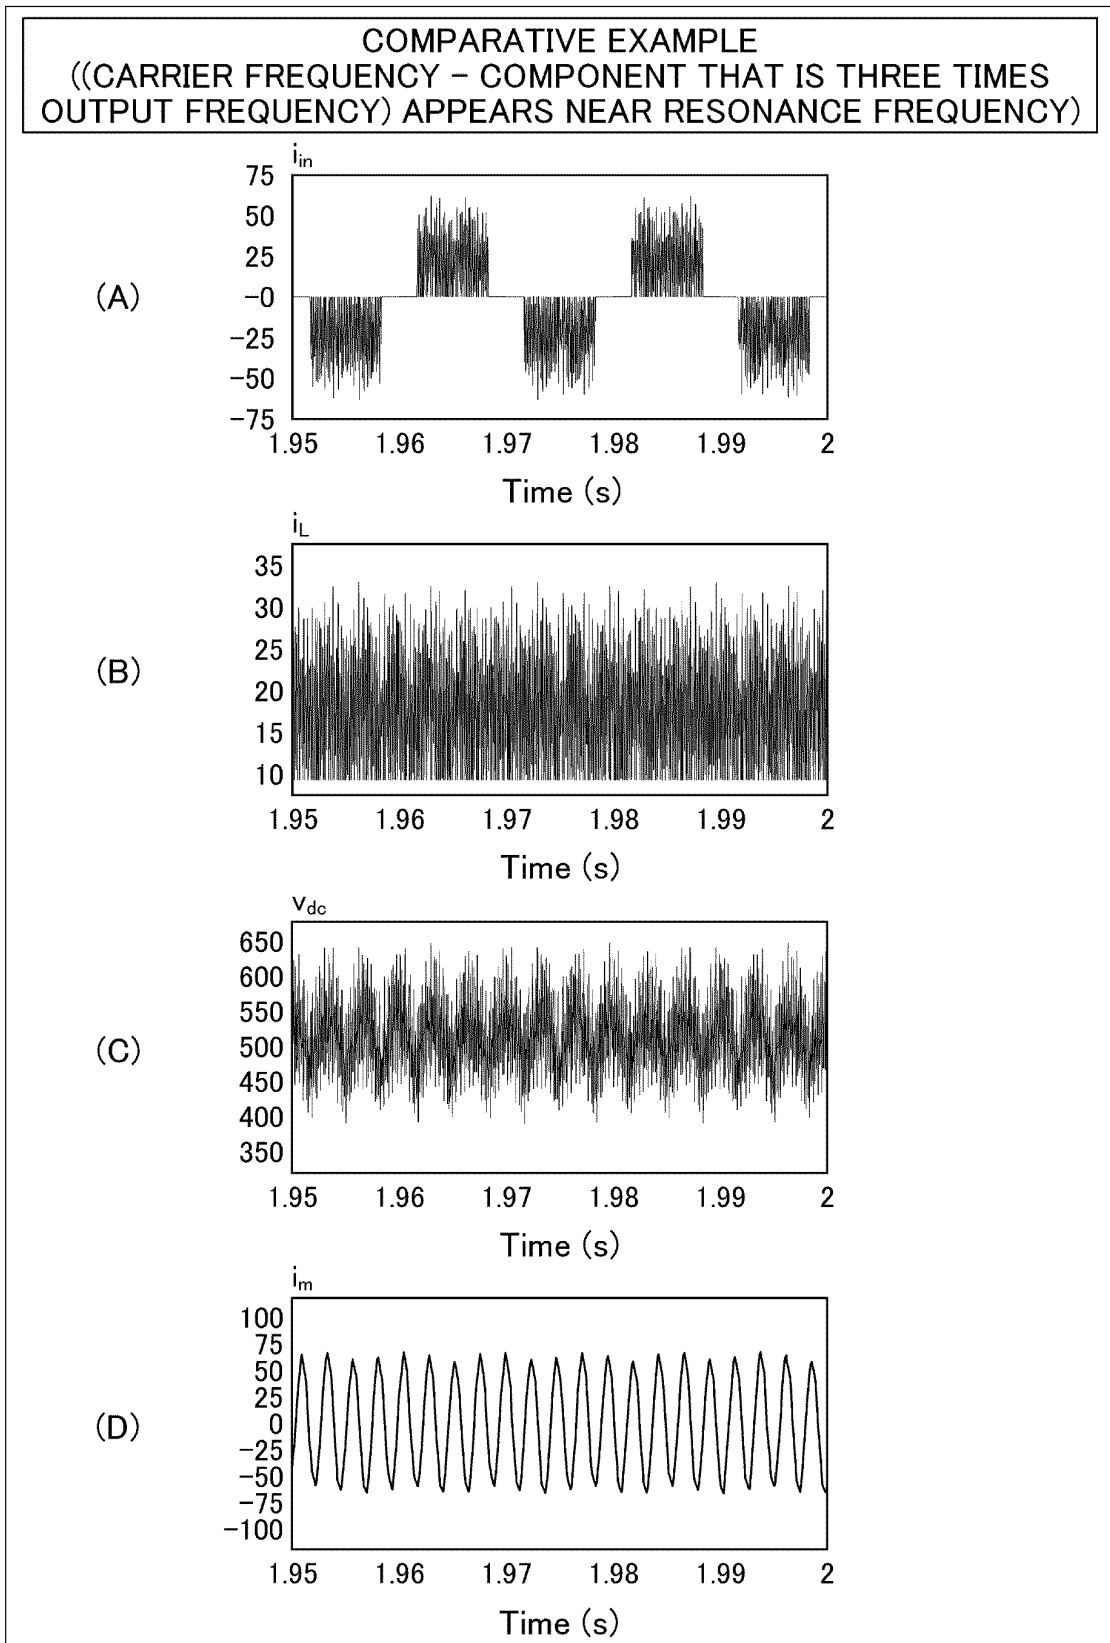 COMPARATIVE EXAMPLE
((CARRIER FREQUENCY – COMPONENT THAT IS THREE TIMES
OUTPUT FREQUENCY) APPEARS NEAR RESONANCE FREQUENCY)
(A)
i_in
75
50
25
−0
−25
−50
−75
1.95 1.96 1.97 1.98 1.99 2
Time (s)
(B)
i_L
35
30
25
20
15
10
1.95 1.96 1.97 1.98 1.99 2
Time (s)
(C)
v_dc
650
600
550
500
450
400
350
1.95 1.96 1.97 1.98 1.99 2
Time (s)
(D)
i_m
100
75
50
25
0
−25
−50
−75
−100
1.95 1.96 1.97 1.98 1.99 2
Time (s)